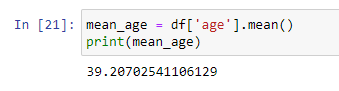 In [21]: mean_age = df['age'].mean()
print(mean_age)
39.20702541106129